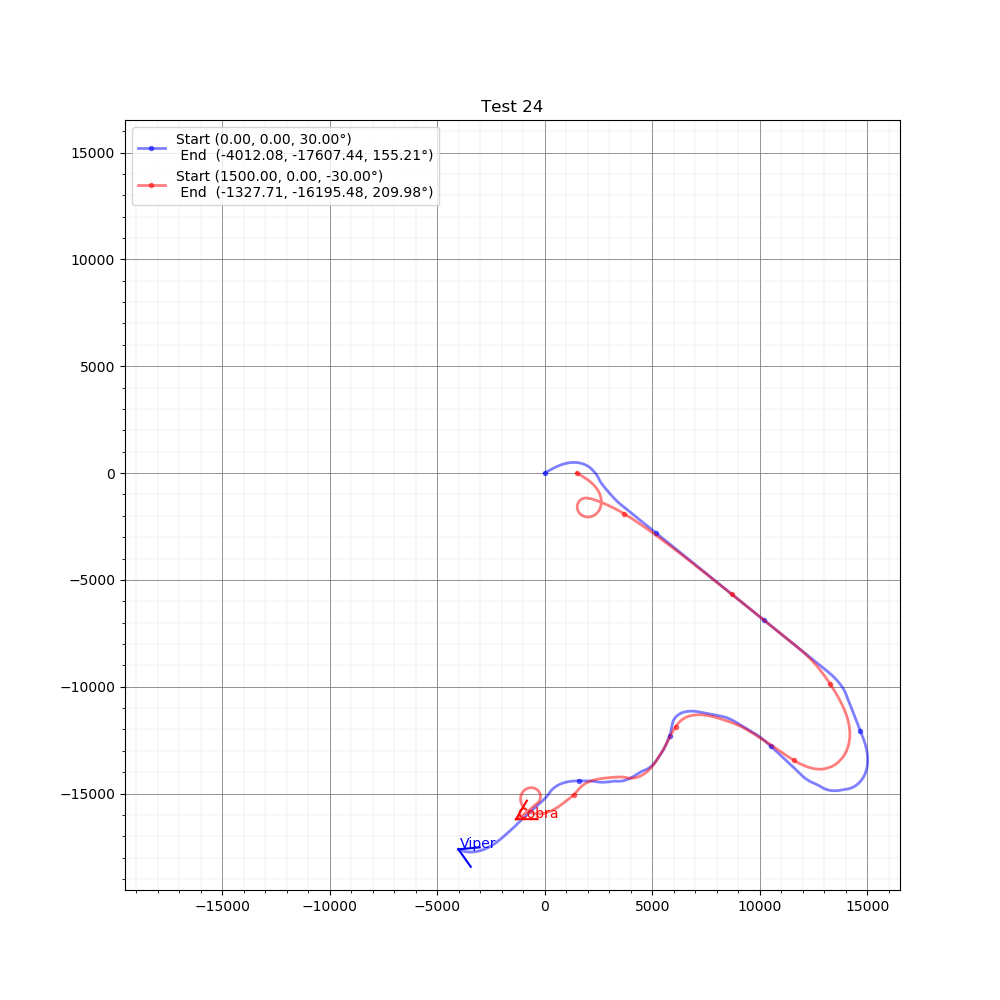 Test 24
Start (0.00, 0.00, 30.00°)
End (-4012.08, -17607.44, 155.21°)
Start (1500.00, 0.00, -30.00°)
End (-1327.71, -16195.48, 209.98°)
15000
10000
5000
0
−5000
−10000
−15000
Cobra
Viper
−15000 −10000 −5000 0 5000 10000 15000